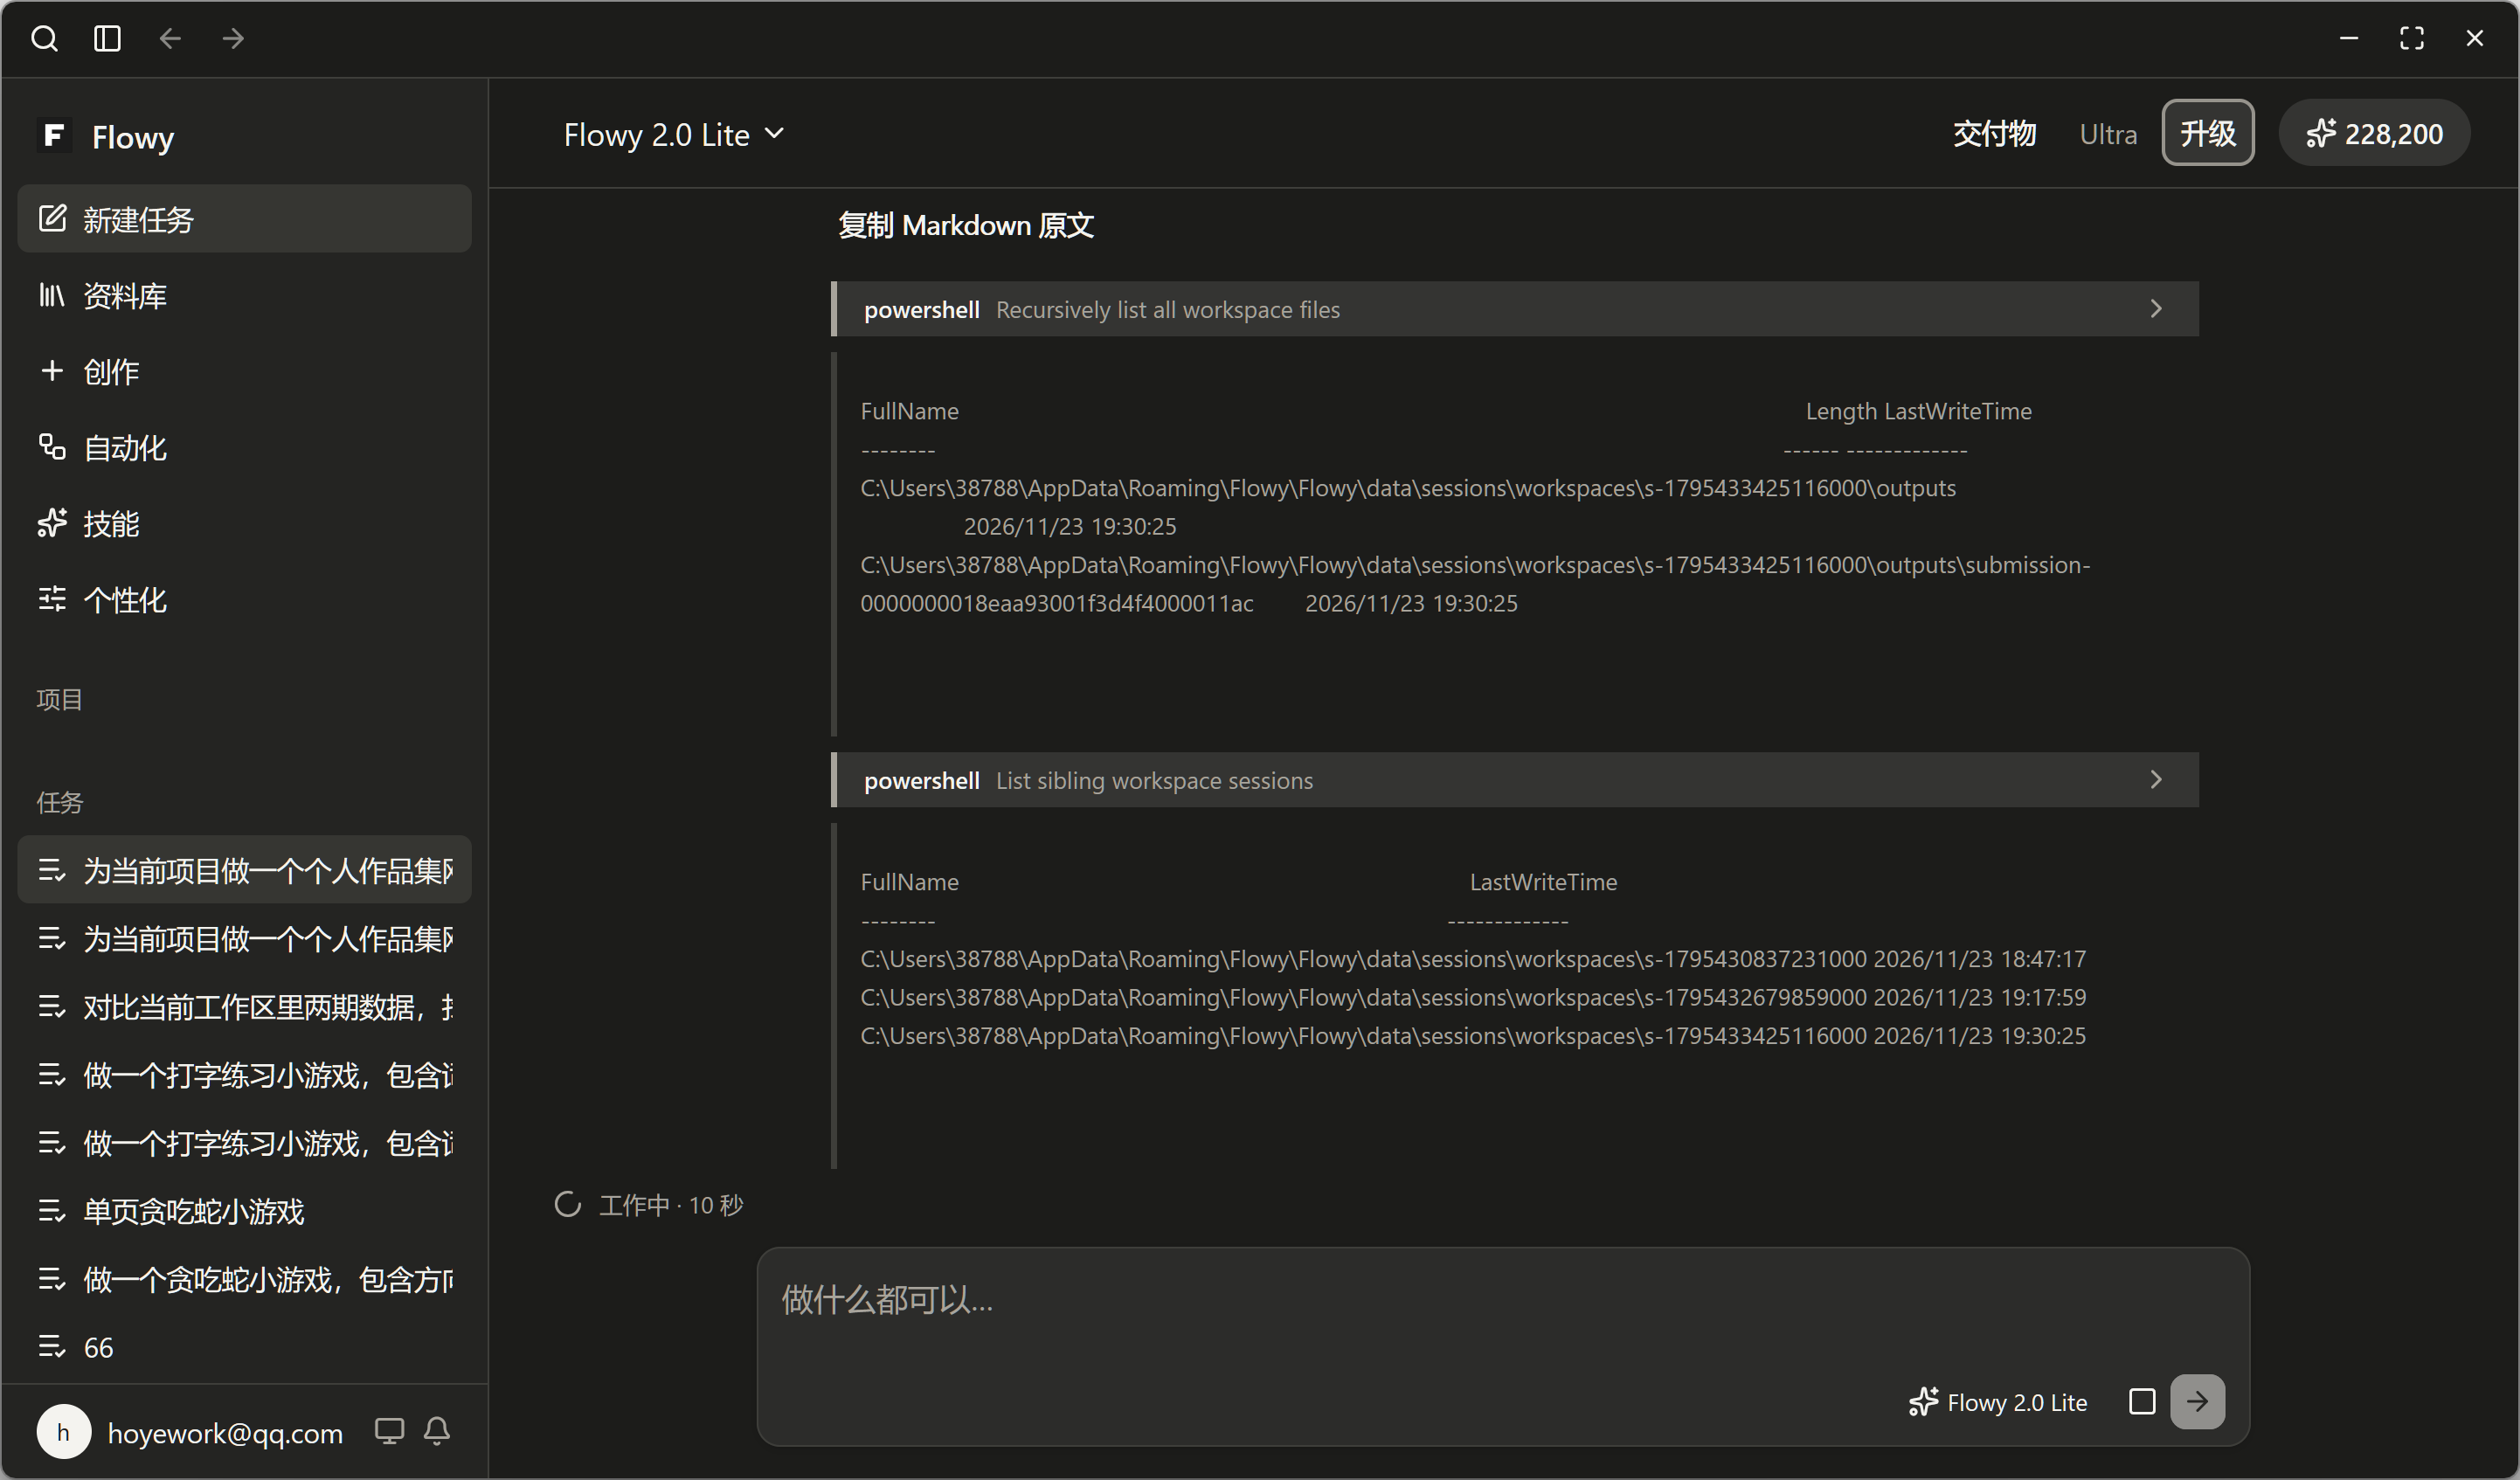 Flowy
新建任务
资料库
创作
自动化
技能
个性化
项目
任务
为当前项目做一个个人作品集
为当前项目做一个个人作品集
对比当前工作区里两期数据，
做一个打字练习小游戏，包含
做一个打字练习小游戏，包含
单页贪吃蛇小游戏
做一个贪吃蛇小游戏，包含方
66
h hoyework@qq.com
Flowy 2.0 Lite
交付物 Ultra 升级 228,200
复制 Markdown 原文
powershell Recursively list all workspace files
FullName Length LastWriteTime
-------- ------ -------------
C:\Users\38788\AppData\Roaming\Flowy\Flowy\data\sessions\workspaces\s-1795433425116000\outputs
2026/11/23 19:30:25
C:\Users\38788\AppData\Roaming\Flowy\Flowy\data\sessions\workspaces\s-1795433425116000\outputs\submission-
0000000018eaa93001f3d4f4000011ac 2026/11/23 19:30:25
powershell List sibling workspace sessions
FullName LastWriteTime
-------- -------------
C:\Users\38788\AppData\Roaming\Flowy\Flowy\data\sessions\workspaces\s-1795430837231000 2026/11/23 18:47:17
C:\Users\38788\AppData\Roaming\Flowy\Flowy\data\sessions\workspaces\s-1795432679859000 2026/11/23 19:17:59
C:\Users\38788\AppData\Roaming\Flowy\Flowy\data\sessions\workspaces\s-1795433425116000 2026/11/23 19:30:25
工作中 · 10 秒
做什么都可以...
Flowy 2.0 Lite